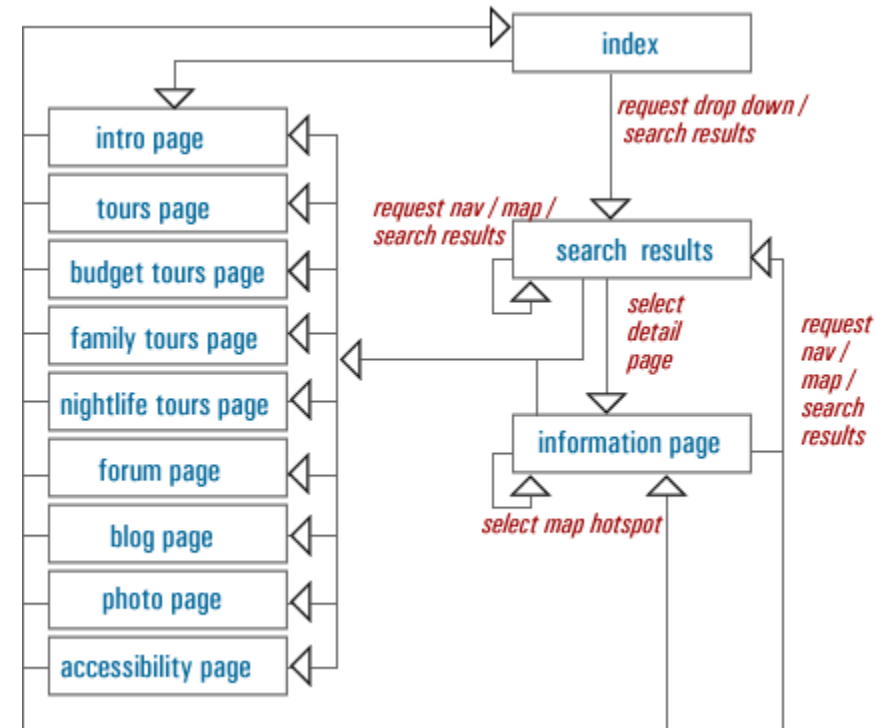 index
request drop down /
search results
intro page
tours page
budget tours page
family tours page
nightlife tours page
forum page
blog page
photo page
accessibility page
request nav / map /
search results
search results
select
detail
page
request
nav /
map /
search
results
information page
select map hotspot